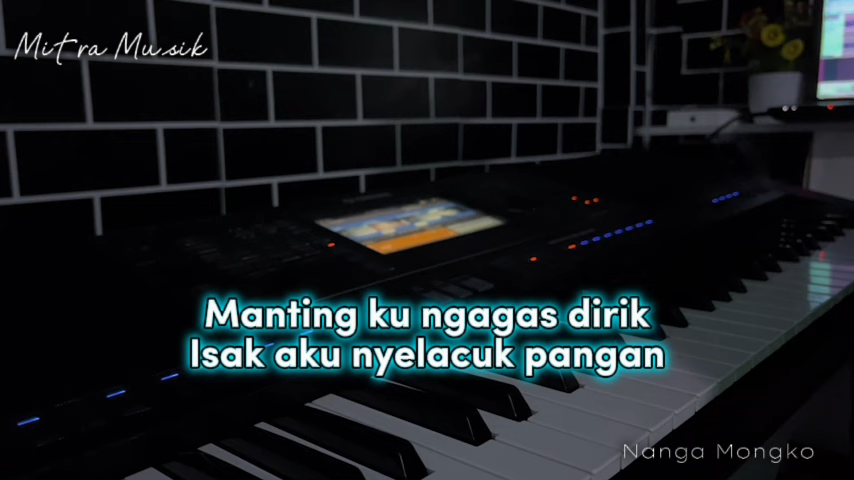 Mitra Musik
Manting ku ngagas dirik
Isak aku nyelacuk pangan
Nanga Mongko